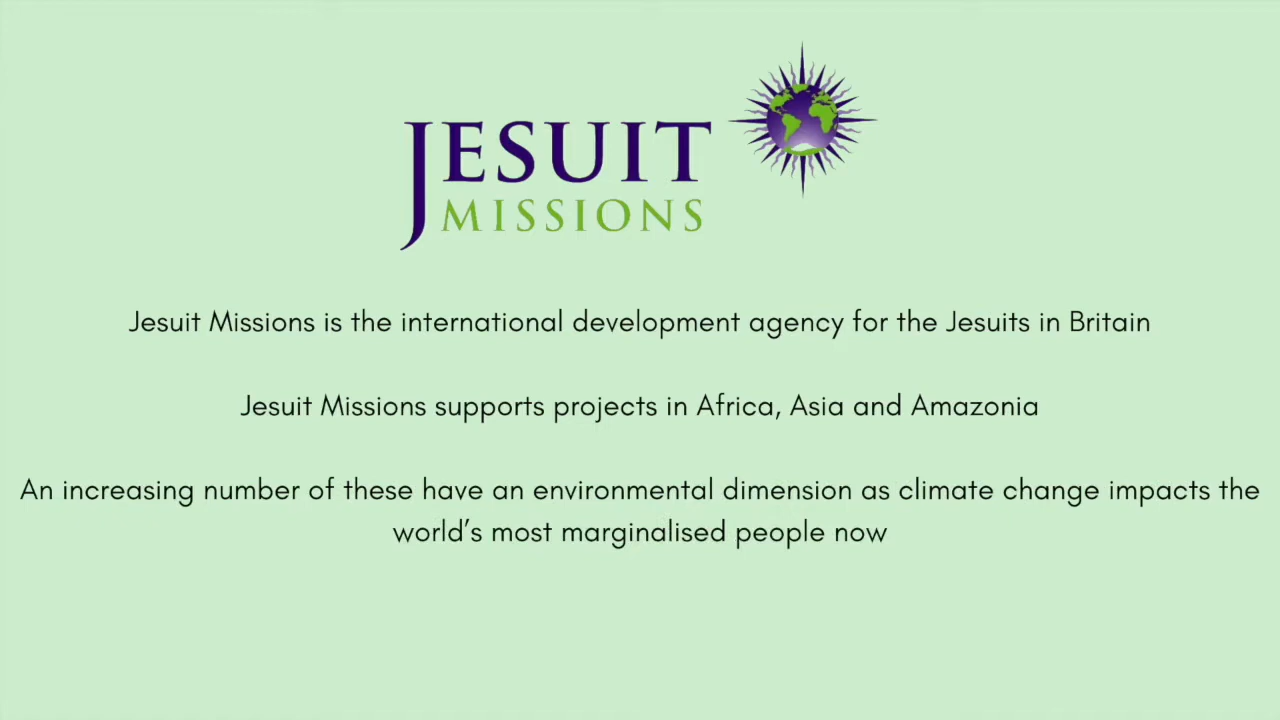 JESUIT
MISSIONS
Jesuit Missions is the international development agency for the Jesuits in Britain
Jesuit Missions supports projects in Africa, Asia and Amazonia
An increasing number of these have an environmental dimension as climate change impacts the
world's most marginalised people now